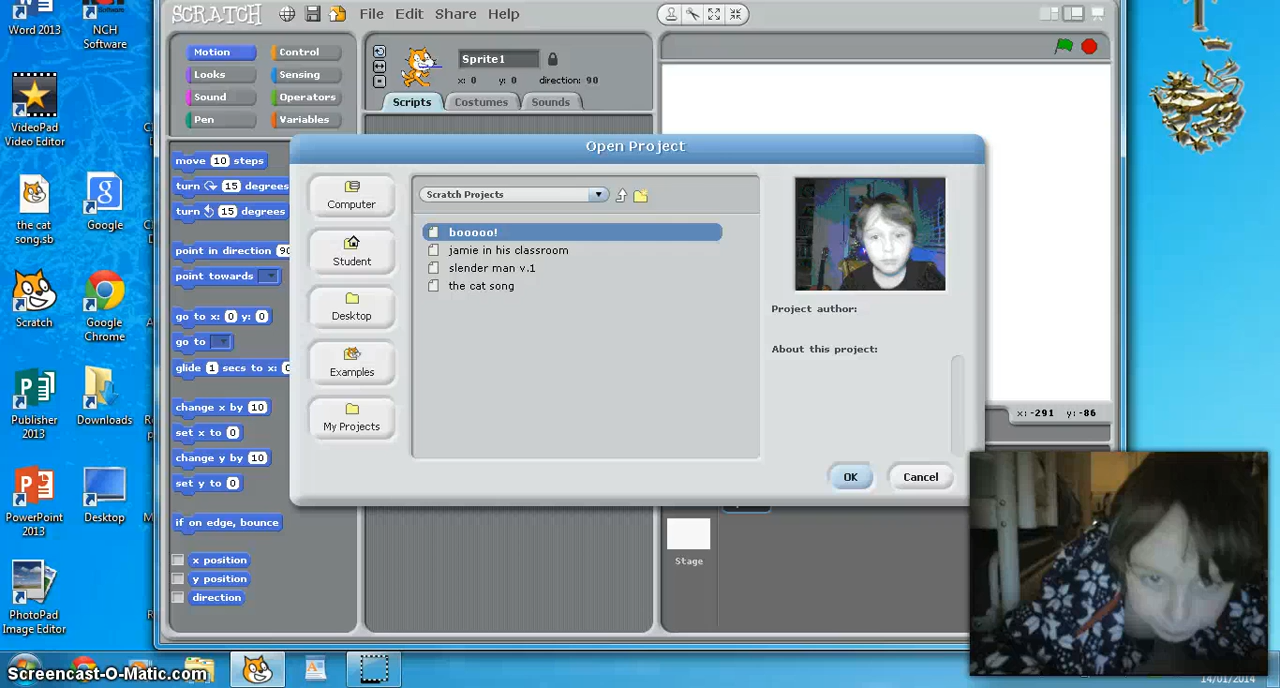 Word 2013
NCH
Software
VideoPad
Video Editor
the cat
song.sb
Google
Scratch
Google
Chrome
Publisher
2013
Downloads
PowerPoint
2013
Desktop
PhotoPad
Image Editor
SCRATCH
File Edit Share Help
Motion Control
Looks Sensing
Sound Operators
Pen Variables
Sprite1
x: 0 y: 0 direction: 90
Scripts Costumes Sounds
move 10 steps
turn 15 degrees
turn 15 degrees
point in direction 90
point towards
go to x: 0 y: 0
go to
glide 1 secs to x:
change x by 10
set x to 0
change y by 10
set y to 0
if on edge, bounce
x position
y position
direction
Open Project
Computer
Student
Desktop
Examples
My Projects
Scratch Projects
booooo!
jamie in his classroom
slender man v.1
the cat song
Project author:
About this project:
OK Cancel
x: -291 y: -86
Stage
Screencast-O-Matic.com
14/01/2014